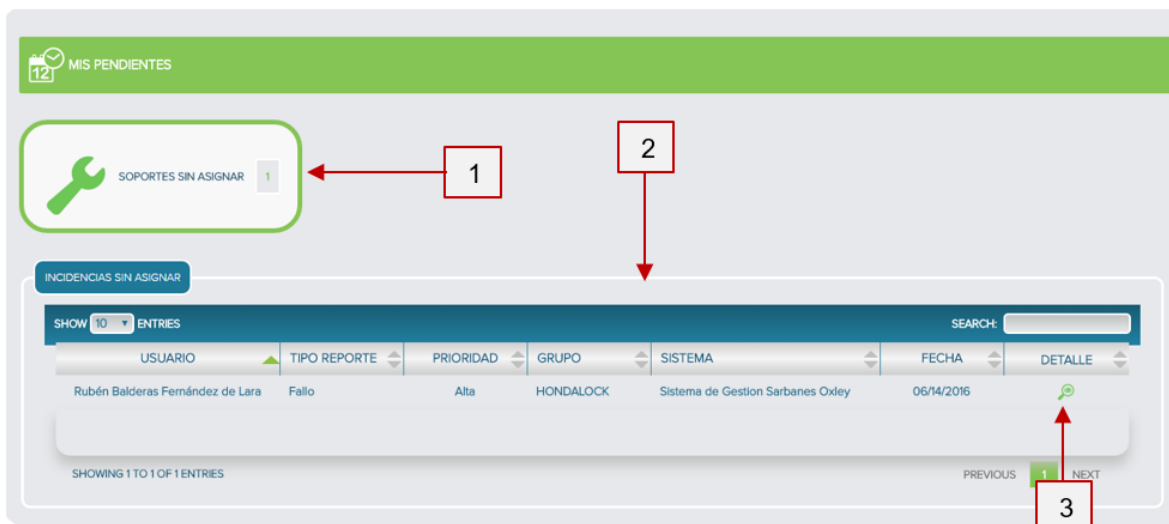 12 MIS PENDIENTES
SOPORTES SIN ASIGNAR 1
1
2
INCIDENCIAS SIN ASIGNAR
SHOW 10 ENTRIES SEARCH:
USUARIO TIPO REPORTE PRIORIDAD GRUPO SISTEMA FECHA DETALLE
Rubén Balderas Fernández de Lara Fallo Alta HONDALOCK Sistema de Gestion Sarbanes Oxley 06/14/2016
SHOWING 1 TO 1 OF 1 ENTRIES PREVIOUS 1 NEXT
3